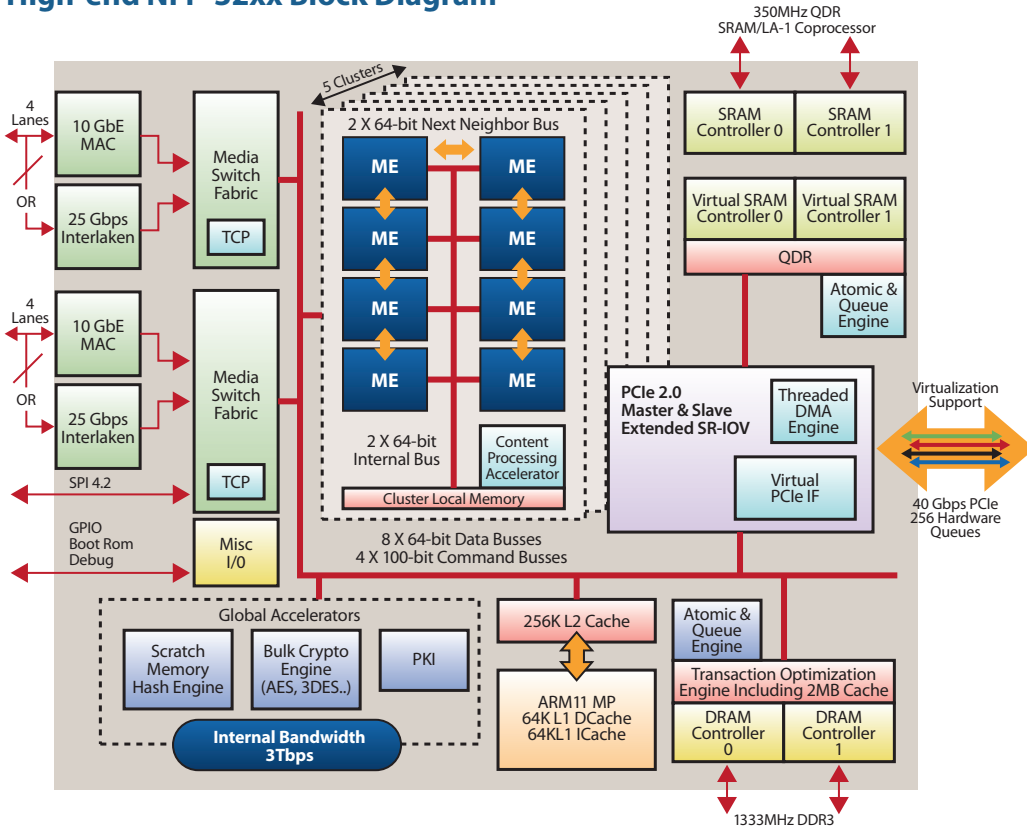 High-end NFP-32xx Block Diagram
350MHz QDR
SRAM/LA-1 Coprocessor
5 Clusters
4
Lanes
10 GbE
MAC
OR
25 Gbps
Interlaken
Media
Switch
Fabric
TCP
2 X 64-bit Next Neighbor Bus
ME
ME
ME
ME
ME
ME
ME
ME
2 X 64-bit
Internal Bus
Content
Processing
Accelerator
Cluster Local Memory
8 X 64-bit Data Busses
4 X 100-bit Command Busses
SRAM
Controller 0
SRAM
Controller 1
Virtual SRAM
Controller 0
Virtual SRAM
Controller 1
QDR
Atomic &
Queue
Engine
4
Lanes
10 GbE
MAC
OR
25 Gbps
Interlaken
Media
Switch
Fabric
TCP
SPI 4.2
GPIO
Boot Rom
Debug
Misc
I/0
PCIe 2.0
Master & Slave
Extended SR-IOV
Threaded
DMA
Engine
Virtual
PCIe IF
Virtualization
Support
40 Gbps PCIe
256 Hardware
Queues
Global Accelerators
Scratch
Memory
Hash Engine
Bulk Crypto
Engine
(AES, 3DES..)
PKI
Internal Bandwidth
3Tbps
256K L2 Cache
ARM11 MP
64K L1 DCache
64KL1 ICache
Atomic &
Queue
Engine
Transaction Optimization
Engine Including 2MB Cache
DRAM
Controller
0
DRAM
Controller
1
1333MHz DDR3